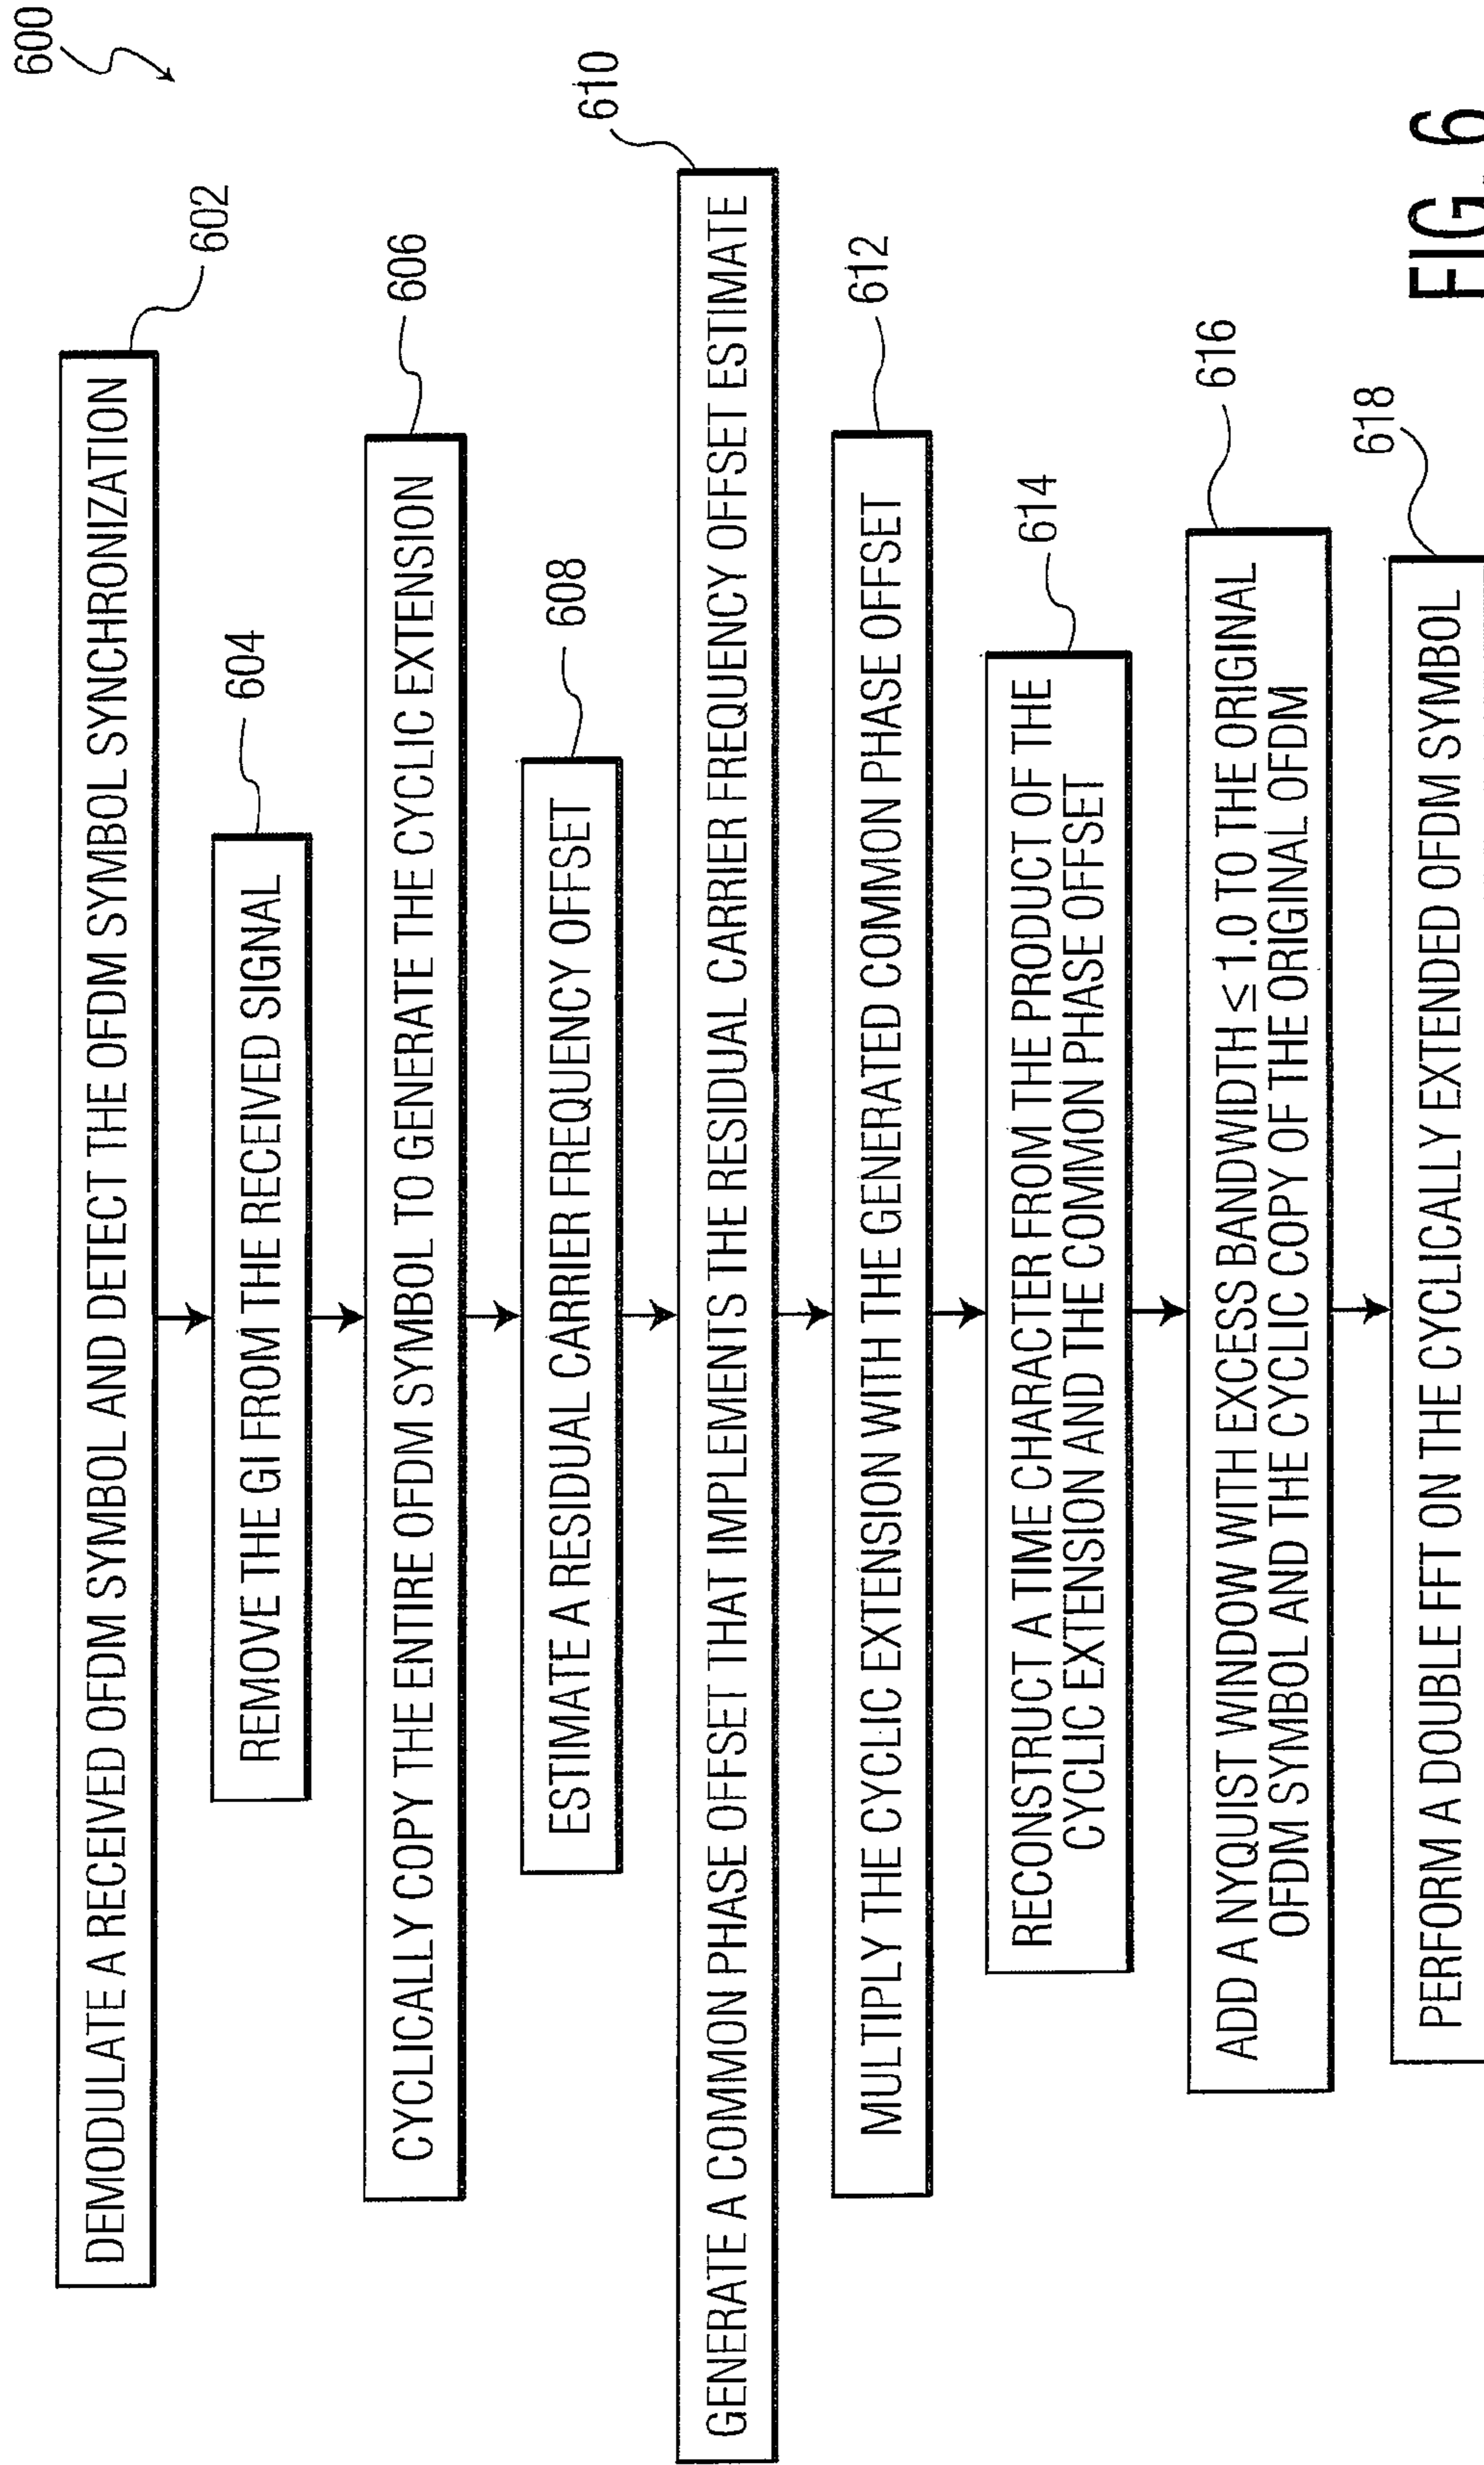 600
DEMODULATE A RECEIVED OFDM SYMBOL AND DETECT THE OFDM SYMBOL SYNCHRONIZATION
602
REMOVE THE GI FROM THE RECEIVED SIGNAL
604
CYCLICALLY COPY THE ENTIRE OFDM SYMBOL TO GENERATE THE CYCLIC EXTENSION
606
ESTIMATE A RESIDUAL CARRIER FREQUENCY OFFSET
608
GENERATE A COMMON PHASE OFFSET THAT IMPLEMENTS THE RESIDUAL CARRIER FREQUENCY OFFSET ESTIMATE
610
MULTIPLY THE CYCLIC EXTENSION WITH THE GENERATED COMMON PHASE OFFSET
612
RECONSTRUCT A TIME CHARACTER FROM THE PRODUCT OF THE
CYCLIC EXTENSION AND THE COMMON PHASE OFFSET
614
ADD A NYQUIST WINDOW WITH EXCESS BANDWIDTH ≤ 1.0 TO THE ORIGINAL
OFDM SYMBOL AND THE CYCLIC COPY OF THE ORIGINAL OFDM
616
PERFORM A DOUBLE FFT ON THE CYCLICALLY EXTENDED OFDM SYMBOL
618
FIG. 6